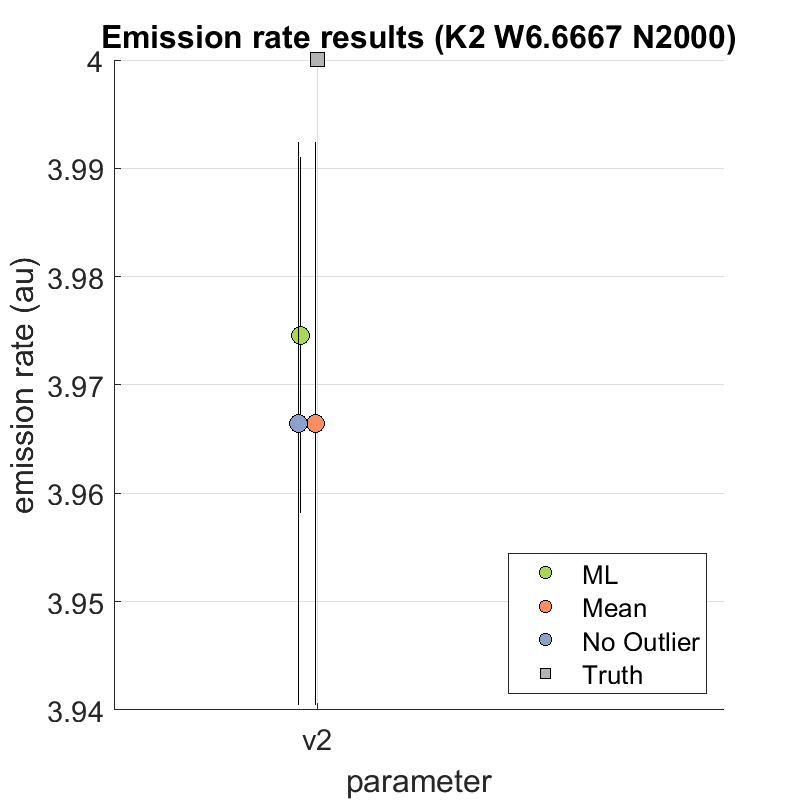 Emission rate results (K2 W6.6667 N2000)
4
3.99
3.98
3.97
3.96
3.95
3.94
emission rate (au)
ML
Mean
No Outlier
Truth
v2
parameter